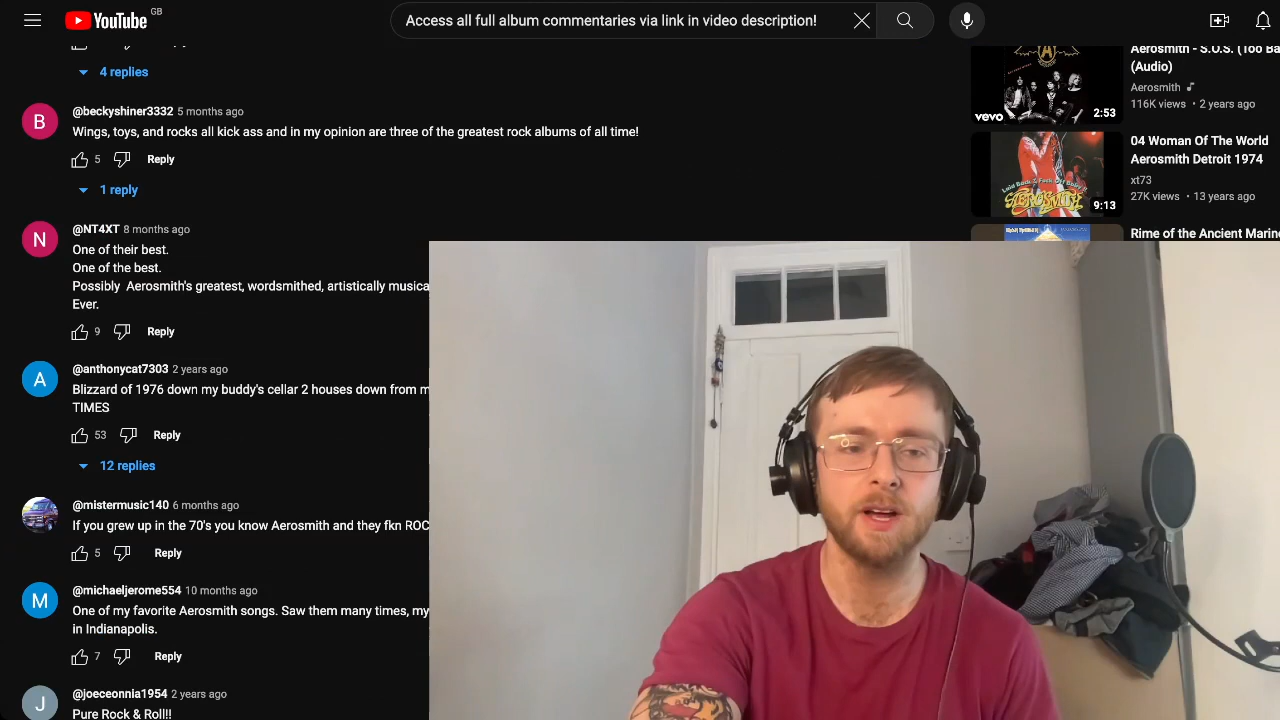 YouTube GB
Access all full album commentaries via link in video description!
4 replies
@beckyshiner3332 5 months ago
Wings, toys, and rocks all kick ass and in my opinion are three of the greatest rock albums of all time!
5 Reply
1 reply
@NT4XT 8 months ago
One of their best.
One of the best.
Possibly Aerosmith's greatest, wordsmithed, artistically musica
Ever.
9 Reply
@anthonycat7303 2 years ago
Blizzard of 1976 down my buddy's cellar 2 houses down from m
TIMES
53 Reply
12 replies
@mistermusic140 6 months ago
If you grew up in the 70's you know Aerosmith and they fkn ROC
5 Reply
@michaeljerome554 10 months ago
One of my favorite Aerosmith songs. Saw them many times, my
in Indianapolis.
7 Reply
@joeceonnia1954 2 years ago
Pure Rock & Roll!!
B
N
A
M
J
Aerosmith - S.O.S. (Too Ba
(Audio)
Aerosmith
116K views • 2 years ago
vevo 2:53
04 Woman Of The World
Aerosmith Detroit 1974
xt73
27K views • 13 years ago
AEROSMITH
9:13
Rime of the Ancient Marine